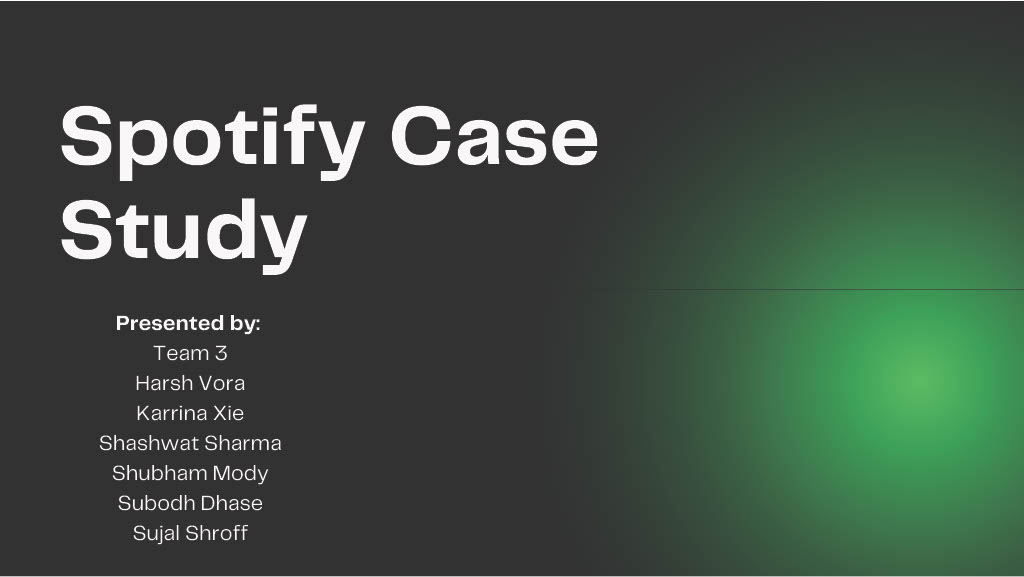 Spotify Case
Study
Presented by:
Team 3
Harsh Vora
Karrina Xie
Shashwat Sharma
Shubham Mody
Subodh Dhase
Sujal Shroff